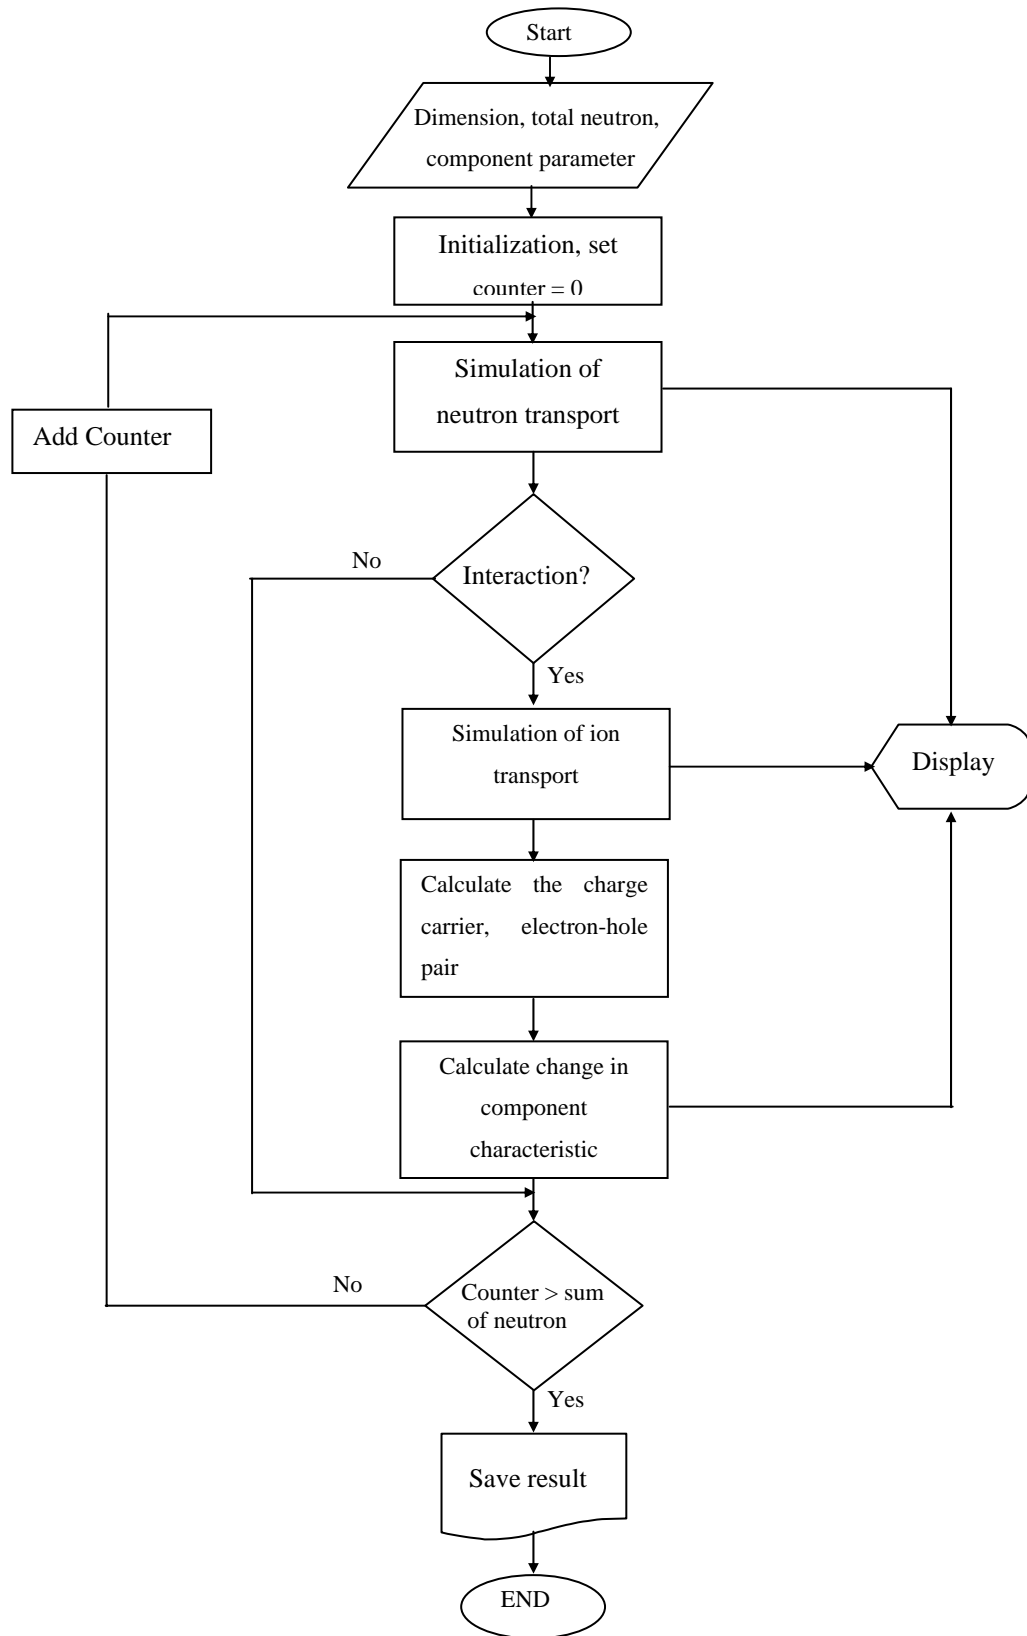 Start
Dimension, total neutron,
component parameter
Initialization, set
counter = 0
Simulation of
neutron transport
Add Counter
No
Interaction?
Yes
Simulation of ion
transport
Display
Calculate the charge
carrier, electron-hole
pair
Calculate change in
component
characteristic
No
Counter > sum
of neutron
Yes
Save result
END